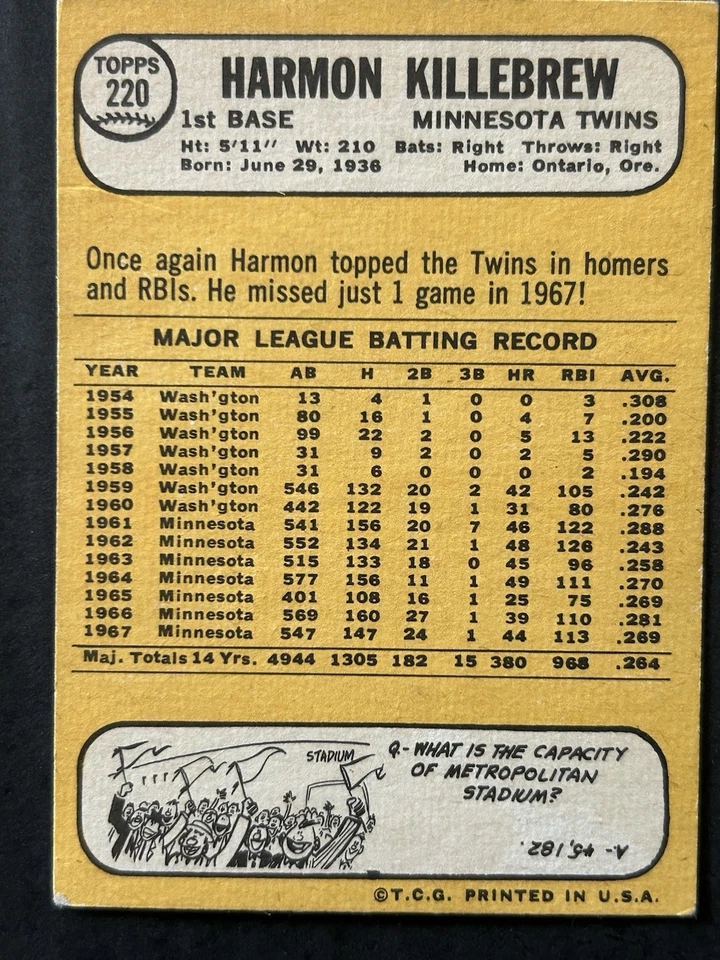 TOPPS
220
HARMON KILLEBREW
1st BASE MINNESOTA TWINS
Ht: 5'11" Wt: 210 Bats: Right Throws: Right
Born: June 29, 1936 Home: Ontario, Ore.
Once again Harmon topped the Twins in homers
and RBIs. He missed just 1 game in 1967!
MAJOR LEAGUE BATTING RECORD
YEAR TEAM AB H 2B 3B HR RBI AVG.
1954 Wash'gton 13 4 1 0 0 3 .308
1955 Wash'gton 80 16 1 0 4 7 .200
1956 Wash'gton 99 22 2 0 5 13 .222
1957 Wash'gton 31 9 2 0 2 5 .290
1958 Wash'gton 31 6 0 0 0 2 .194
1959 Wash'gton 546 132 20 2 42 105 .242
1960 Wash'gton 442 122 19 1 31 80 .276
1961 Minnesota 541 156 20 7 46 122 .288
1962 Minnesota 552 134 21 1 48 126 .243
1963 Minnesota 515 133 18 0 45 96 .258
1964 Minnesota 577 156 11 1 49 111 .270
1965 Minnesota 401 108 16 1 25 75 .269
1966 Minnesota 569 160 27 1 39 110 .281
1967 Minnesota 547 147 24 1 44 113 .269
Maj. Totals 14 Yrs. 4944 1305 182 15 380 968 .264
STADIUM
Q.- WHAT IS THE CAPACITY
OF METROPOLITAN
STADIUM?
A- 45,182.
©T.C.G. PRINTED IN U.S.A.